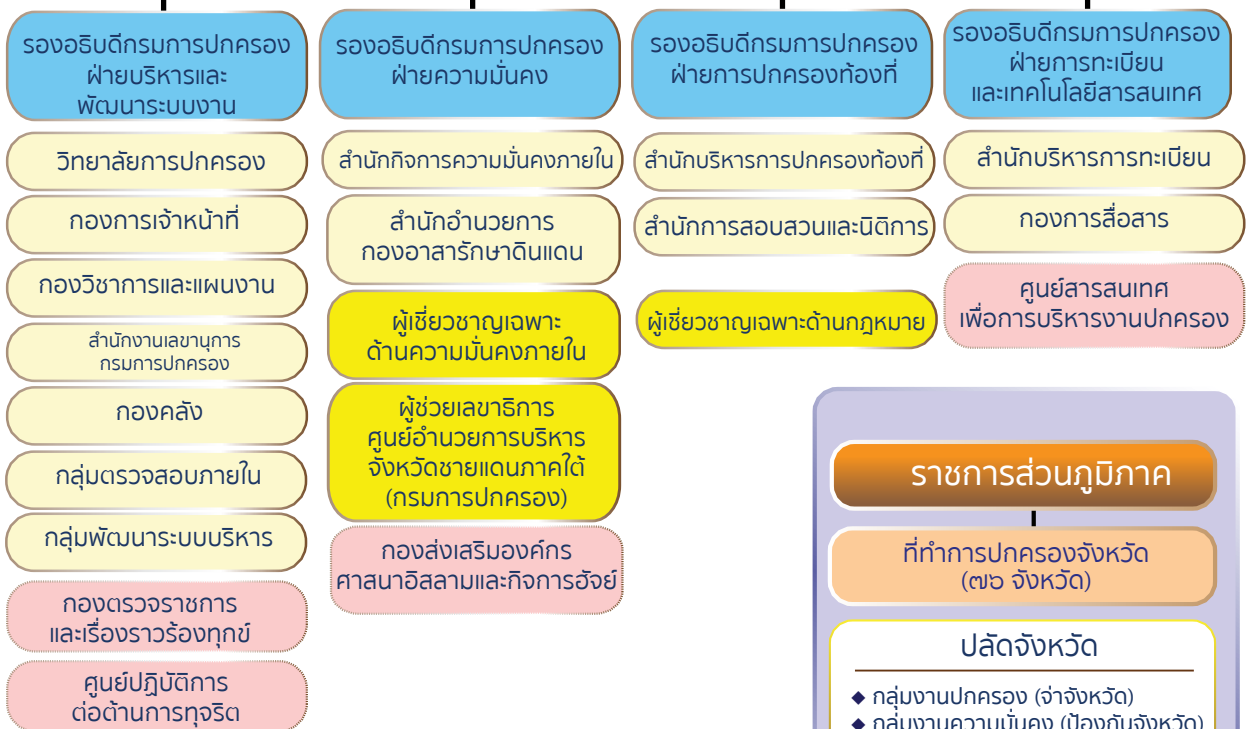 รองอธิบดีกรมการปกครอง
ฝ่ายบริหารและ
พัฒนาระบบงาน
วิทยาลัยการปกครอง
กองการเจ้าหน้าที่
กองวิชาการและแผนงาน
สำนักงานเลขานุการ
กรมการปกครอง
กองคลัง
กลุ่มตรวจสอบภายใน
กลุ่มพัฒนาระบบบริหาร
กองตรวจราชการ
และเรื่องราวร้องทุกข์
ศูนย์ปฏิบัติการ
ต่อต้านการทุจริต
รองอธิบดีกรมการปกครอง
ฝ่ายความมั่นคง
สำนักกิจการความมั่นคงภายใน
สำนักอำนวยการ
กองอาสารักษาดินแดน
ผู้เชี่ยวชาญเฉพาะ
ด้านความมั่นคงภายใน
ผู้ช่วยเลขาธิการ
ศูนย์อำนวยการบริหาร
จังหวัดชายแดนภาคใต้
(กรมการปกครอง)
กองส่งเสริมองค์กร
ศาสนาอิสลามและกิจการฮัจย์
รองอธิบดีกรมการปกครอง
ฝ่ายการปกครองท้องที่
สำนักบริหารการปกครองท้องที่
สำนักการสอบสวนและนิติการ
ผู้เชี่ยวชาญเฉพาะด้านกฎหมาย
รองอธิบดีกรมการปกครอง
ฝ่ายการทะเบียน
และเทคโนโลยีสารสนเทศ
สำนักบริหารการทะเบียน
กองการสื่อสาร
ศูนย์สารสนเทศ
เพื่อการบริหารงานปกครอง
ราชการส่วนภูมิภาค
ที่ทำการปกครองจังหวัด
(๗๖ จังหวัด)
ปลัดจังหวัด
◆ กลุ่มงานปกครอง (จ่าจังหวัด)
◆ กลุ่มงานความมั่นคง (ป้องกันจังหวัด)